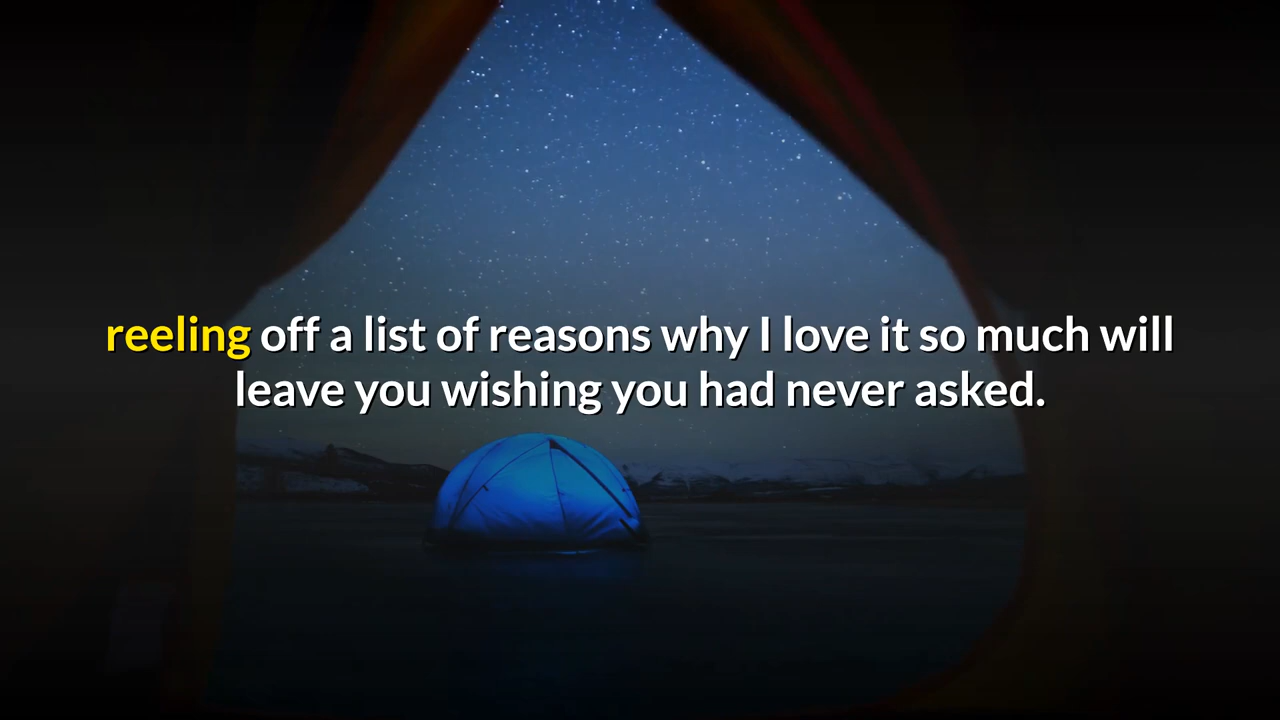 reeling off a list of reasons why I love it so much will
leave you wishing you had never asked.